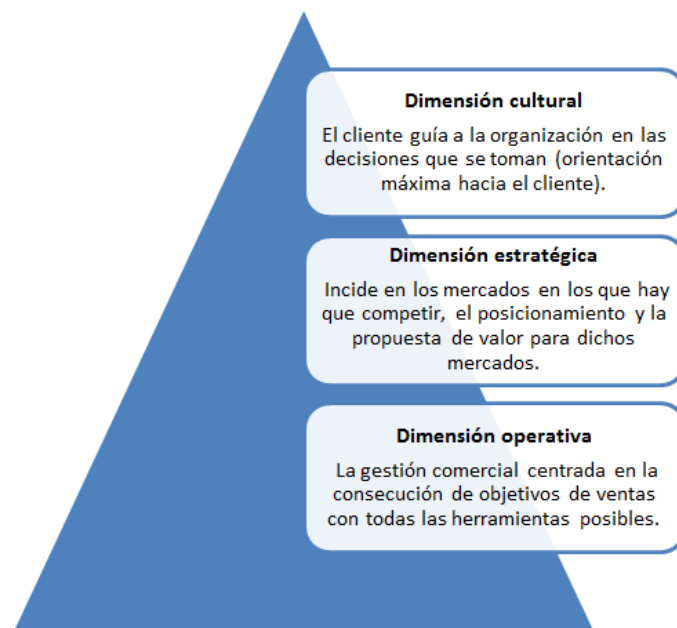 Dimensión cultural
El cliente guía a la organización en las
decisiones que se toman (orientación
máxima hacia el cliente).
Dimensión estratégica
Incide en los mercados en los que hay
que competir, el posicionamiento y la
propuesta de valor para dichos
mercados.
Dimensión operativa
La gestión comercial centrada en la
consecución de objetivos de ventas
con todas las herramientas posibles.